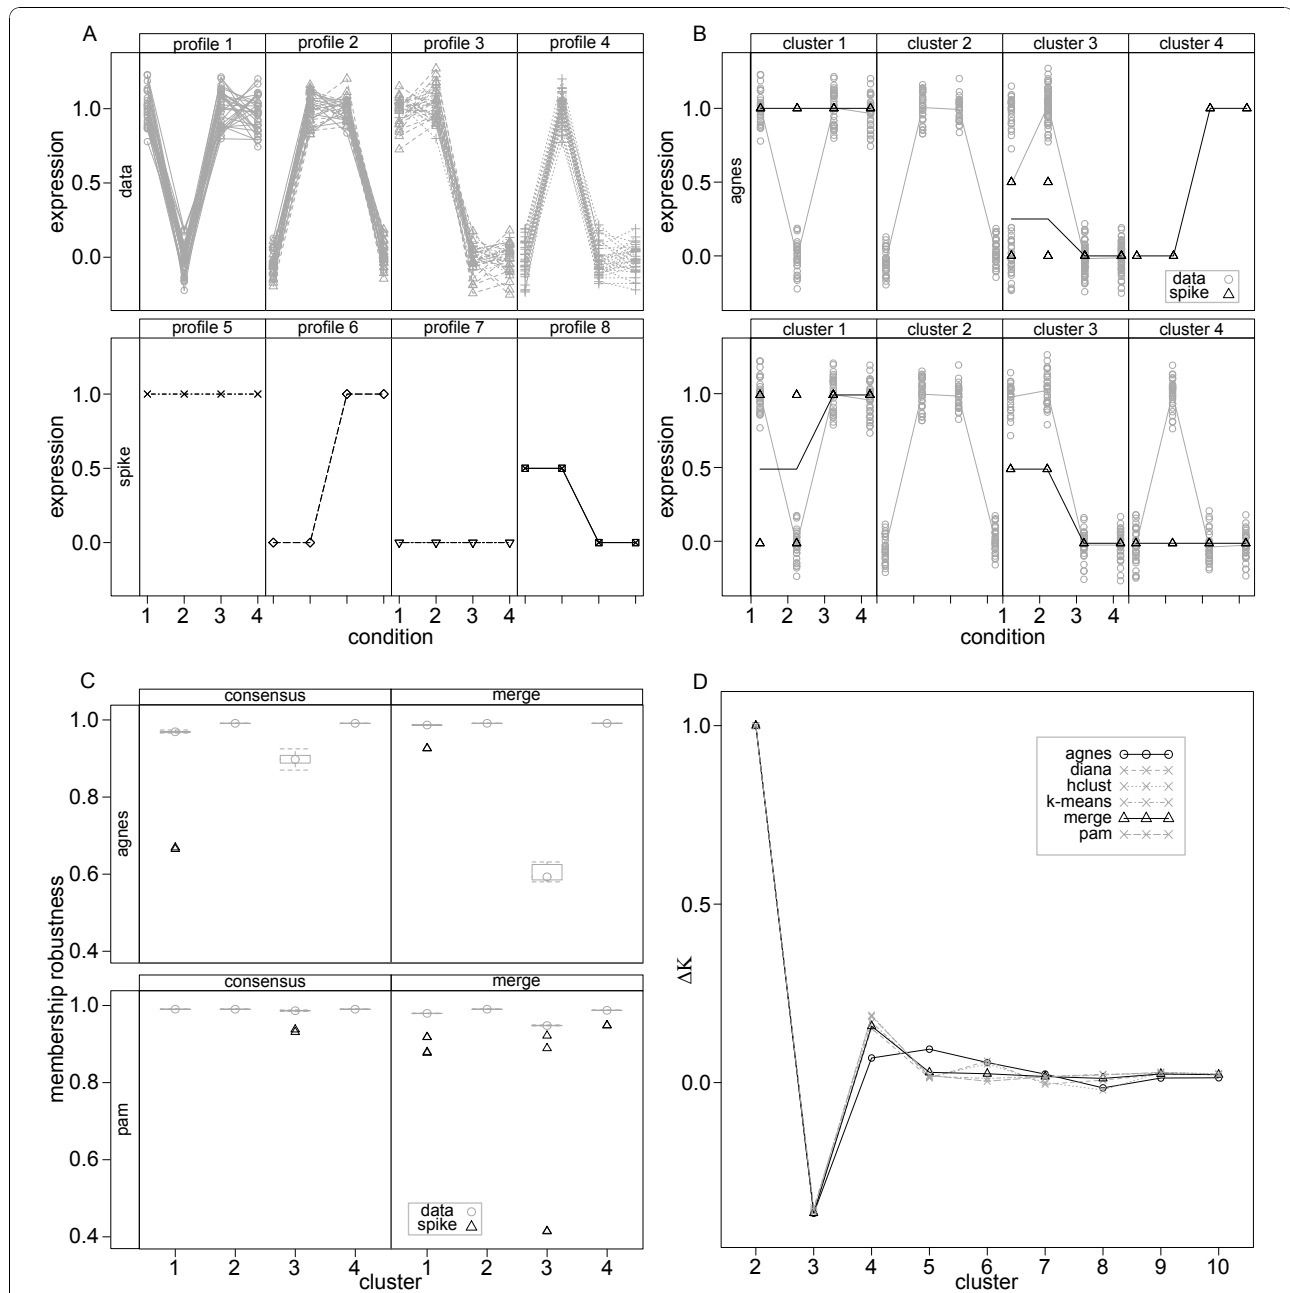 A
profile 1 profile 2 profile 3 profile 4
expression
1.0
0.5
0.0
data
profile 5 profile 6 profile 7 profile 8
expression
1.0
0.5
0.0
spike
1 2 3 4 1 2 3 4
condition
B
cluster 1 cluster 2 cluster 3 cluster 4
expression
1.0
0.5
0.0
agnes
data
spike
cluster 1 cluster 2 cluster 3 cluster 4
expression
1.0
0.5
0.0
1 2 3 4 1 2 3 4
condition
C
consensus merge
membership robustness
1.0
0.8
0.6
0.4
agnes
consensus merge
1.0
0.8
0.6
0.4
pam
data
spike
1 2 3 4 1 2 3 4
cluster
D
ΔK
1.0
0.5
0.0
agnes
diana
hclust
k-means
merge
pam
2 3 4 5 6 7 8 9 10
cluster